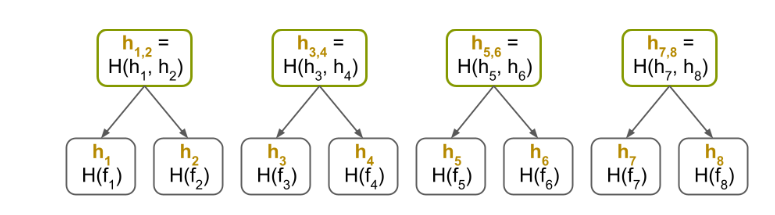 h₁,₂ = h₃,₄ = h₅,₆ = h₇,₈ =
H(h₁, h₂) H(h₃, h₄) H(h₅, h₆) H(h₇, h₈)
h₁ h₂ h₃ h₄ h₅ h₆ h₇ h₈
H(f₁) H(f₂) H(f₃) H(f₄) H(f₅) H(f₆) H(f₇) H(f₈)